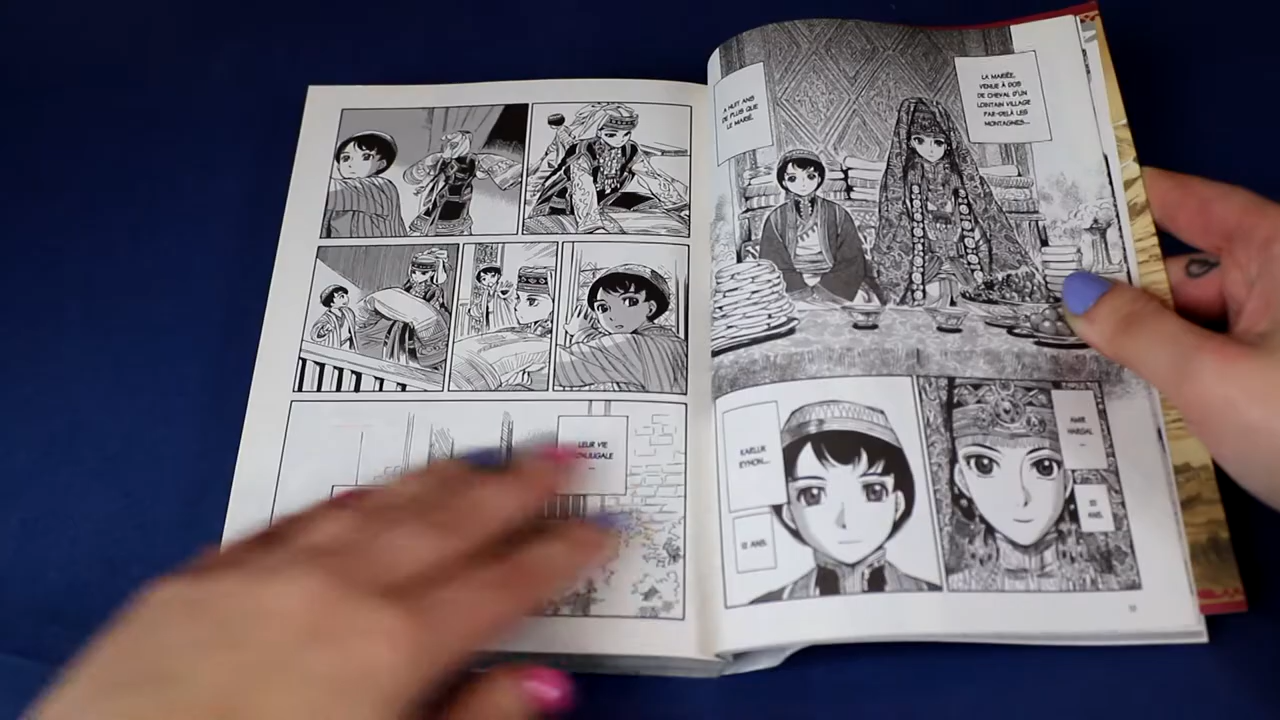 LEUR VIE
CONJUGALE
...
LA MARIÉE,
VENUE À DOS
DE CHEVAL D'UN
LOINTAIN VILLAGE
PAR-DELÀ LES
MONTAGNES...
A HUIT ANS
DE PLUS QUE
LE MARIÉ.
KARLUK
EYHON...
12 ANS.
AMIR
HARGAL
...
20
ANS.